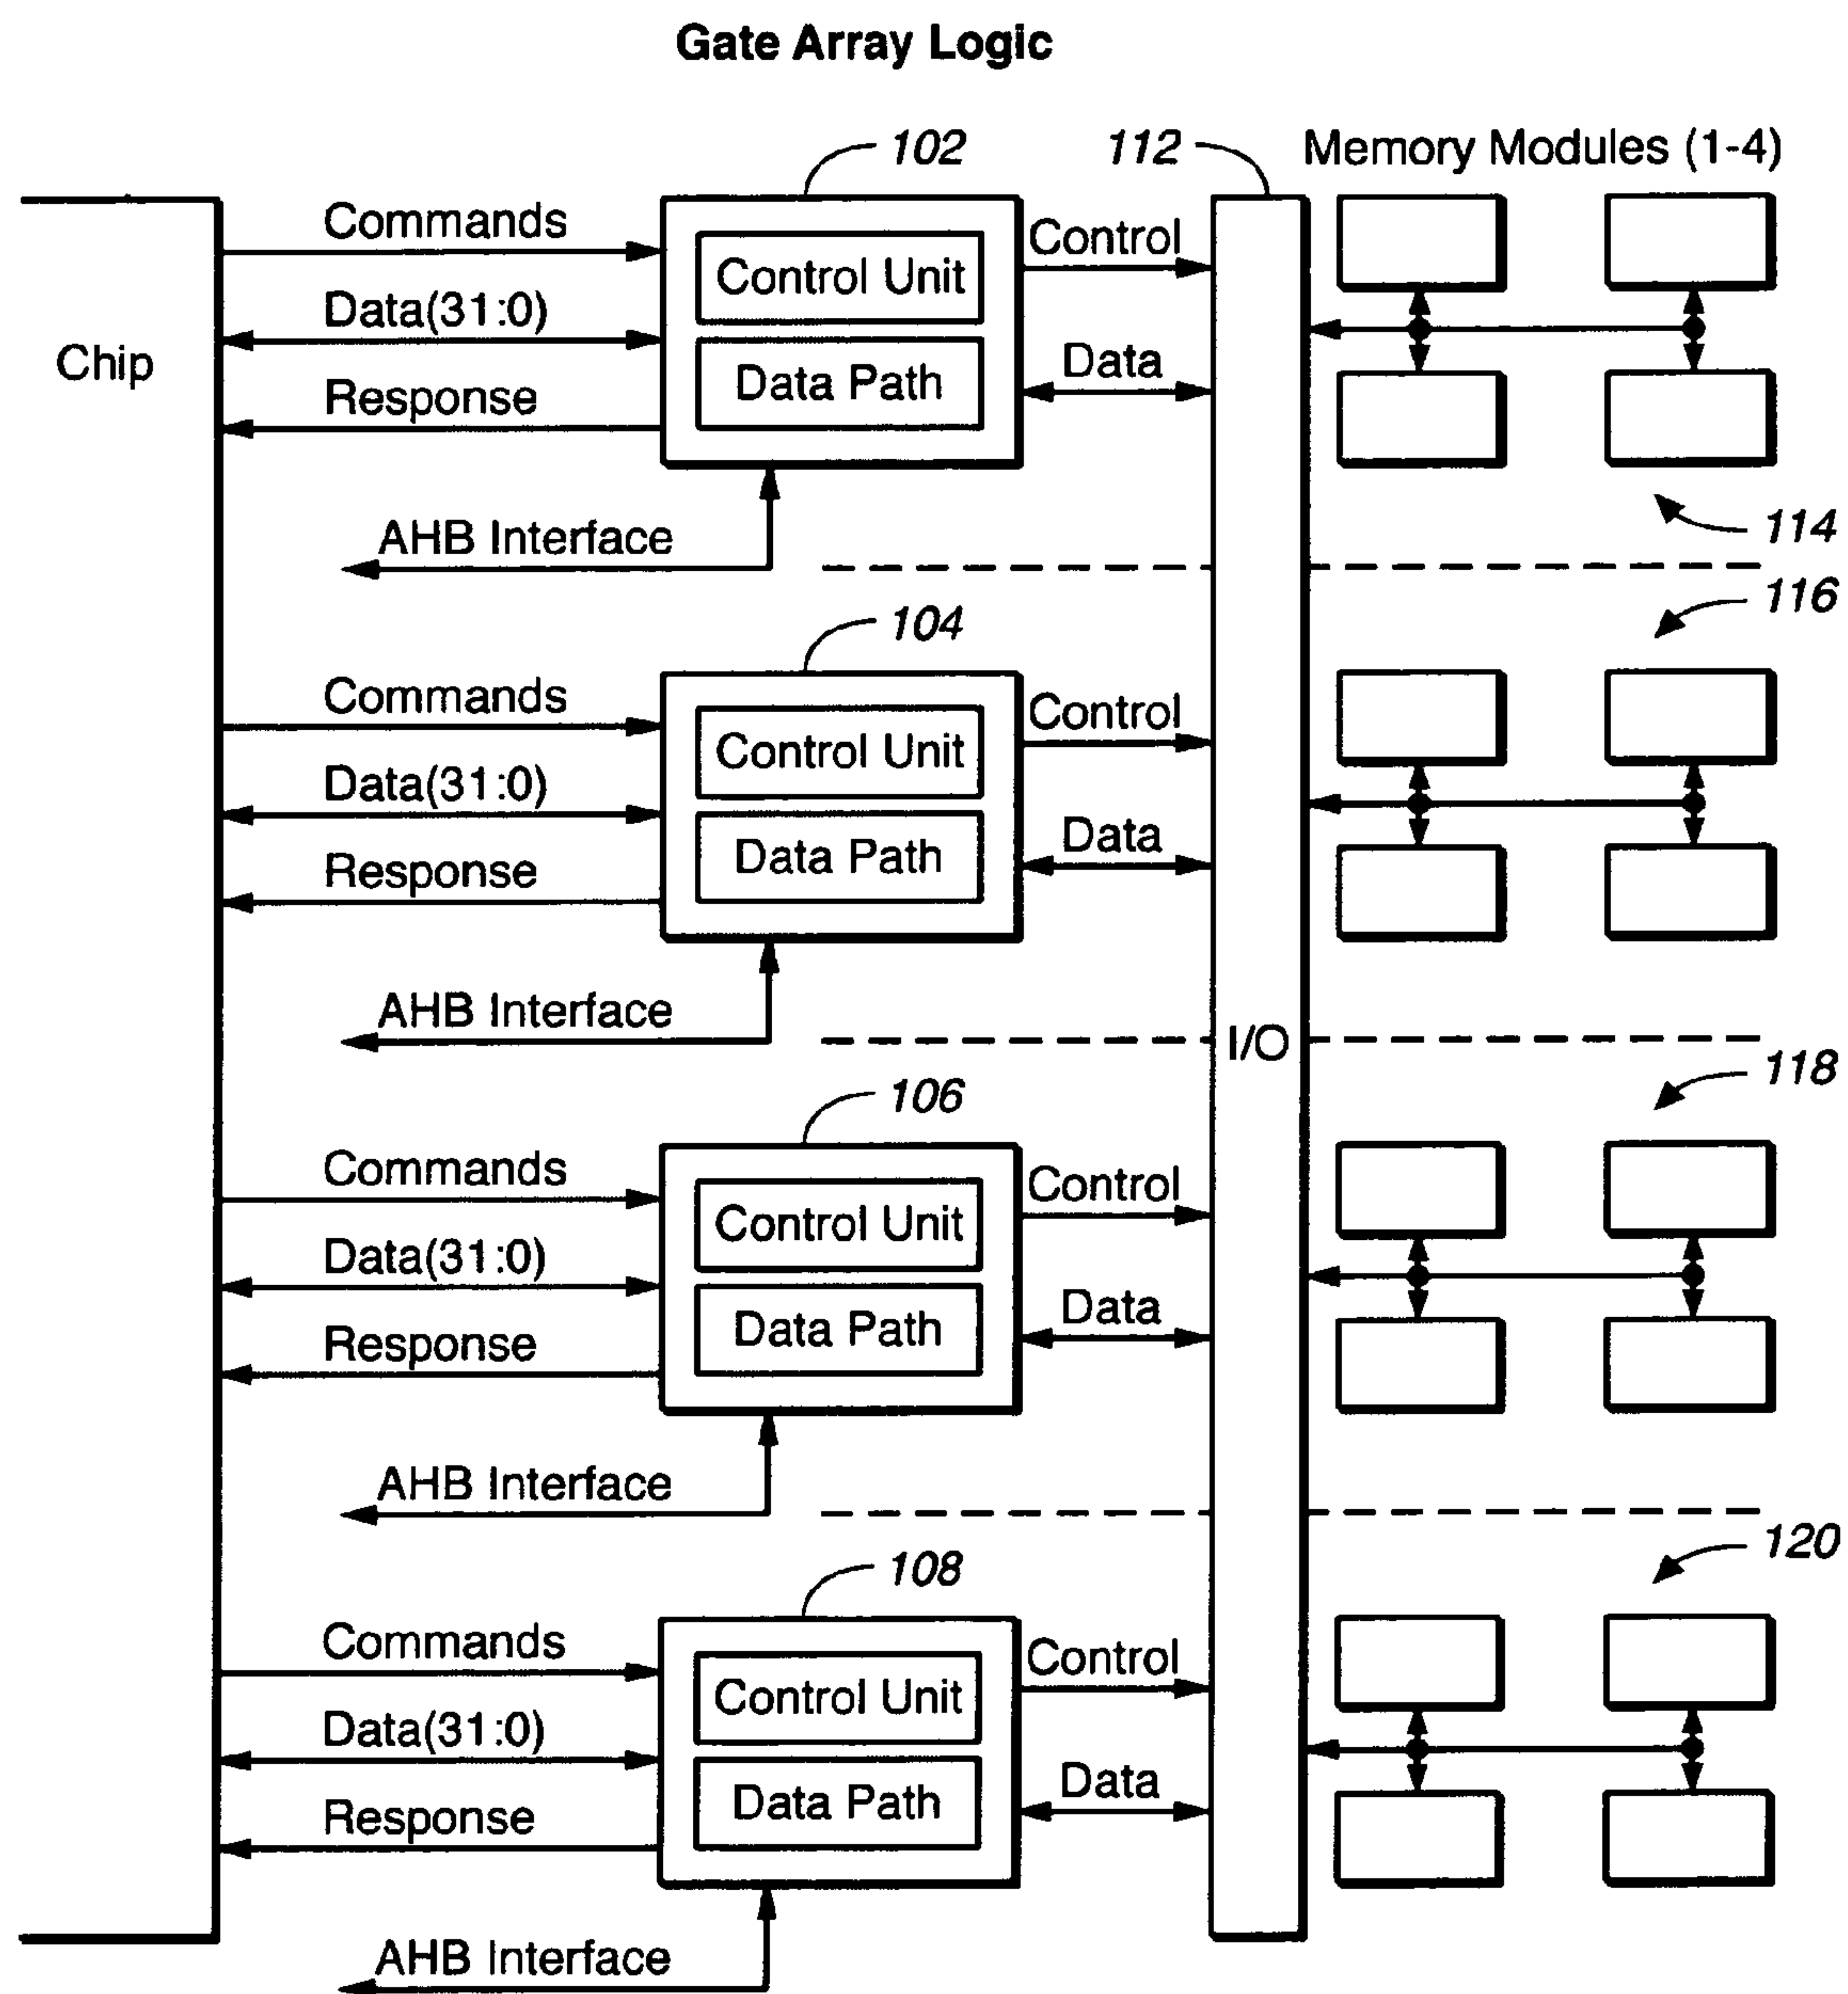 Gate Array Logic
102
112
Memory Modules (1-4)
Chip
Commands
Data(31:0)
Response
Control Unit
Data Path
Control
Data
AHB Interface
114
116
104
Commands
Data(31:0)
Response
Control Unit
Data Path
Control
Data
AHB Interface
I/O
118
106
Commands
Data(31:0)
Response
Control Unit
Data Path
Control
Data
AHB Interface
120
108
Commands
Data(31:0)
Response
Control Unit
Data Path
Control
Data
AHB Interface